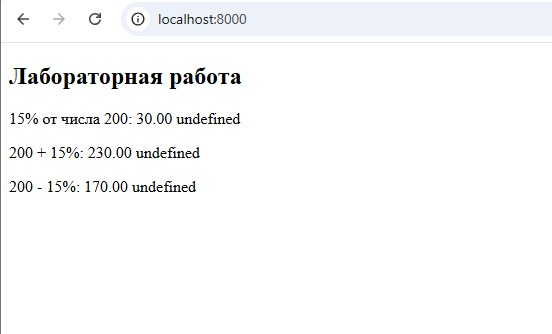 localhost:8000
Лабораторная работа
15% от числа 200: 30.00 undefined
200 + 15%: 230.00 undefined
200 - 15%: 170.00 undefined